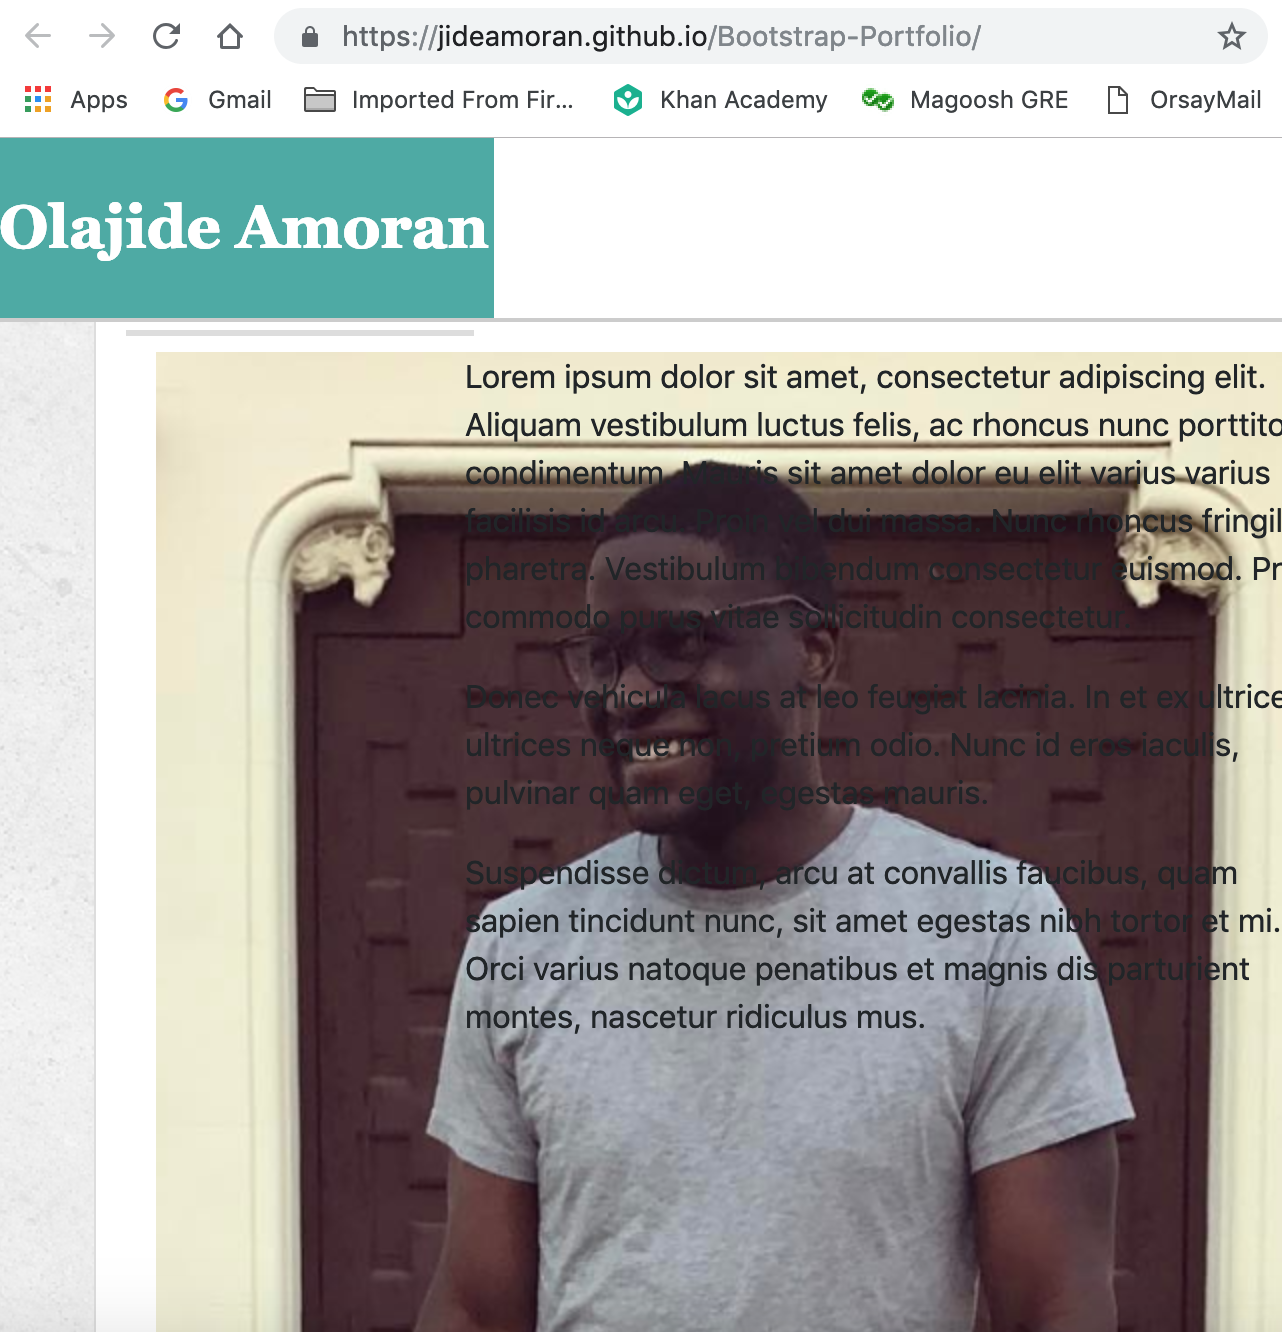 https://jideamoran.github.io/Bootstrap-Portfolio/
Apps Gmail Imported From Fir... Khan Academy Magoosh GRE OrsayMail
Olajide Amoran
Lorem ipsum dolor sit amet, consectetur adipiscing elit.
Aliquam vestibulum luctus felis, ac rhoncus nunc porttito
condimentum. Mauris sit amet dolor eu elit varius varius
facilisis id arcu. Proin vel dui massa. Nunc rhoncus fringil
pharetra. Vestibulum bibendum consectetur euismod. Pr
commodo purus vitae sollicitudin consectetur.
Donec vehicula lacus at leo feugiat lacinia. In et ex ultrice
ultrices neque non, pretium odio. Nunc id eros iaculis,
pulvinar quam eget, egestas mauris.
Suspendisse dictum, arcu at convallis faucibus, quam
sapien tincidunt nunc, sit amet egestas nibh tortor et mi.
Orci varius natoque penatibus et magnis dis parturient
montes, nascetur ridiculus mus.